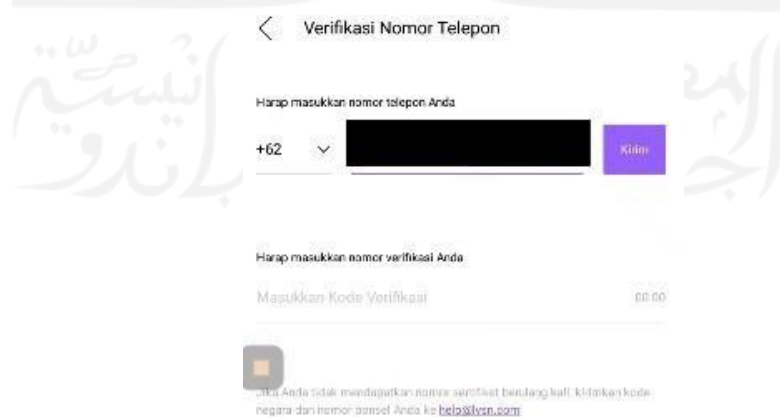 Verifikasi Nomor Telepon
Harap masukkan nomor telepon Anda
+62
Kirim
Harap masukkan nomor verifikasi Anda
Masukkan Kode Verifikasi 00:00
Jika Anda tidak mendapatkan nomor sertifikat berulang kali, kirimkan kode
negara dan nomor ponsel Anda ke help@lysn.com